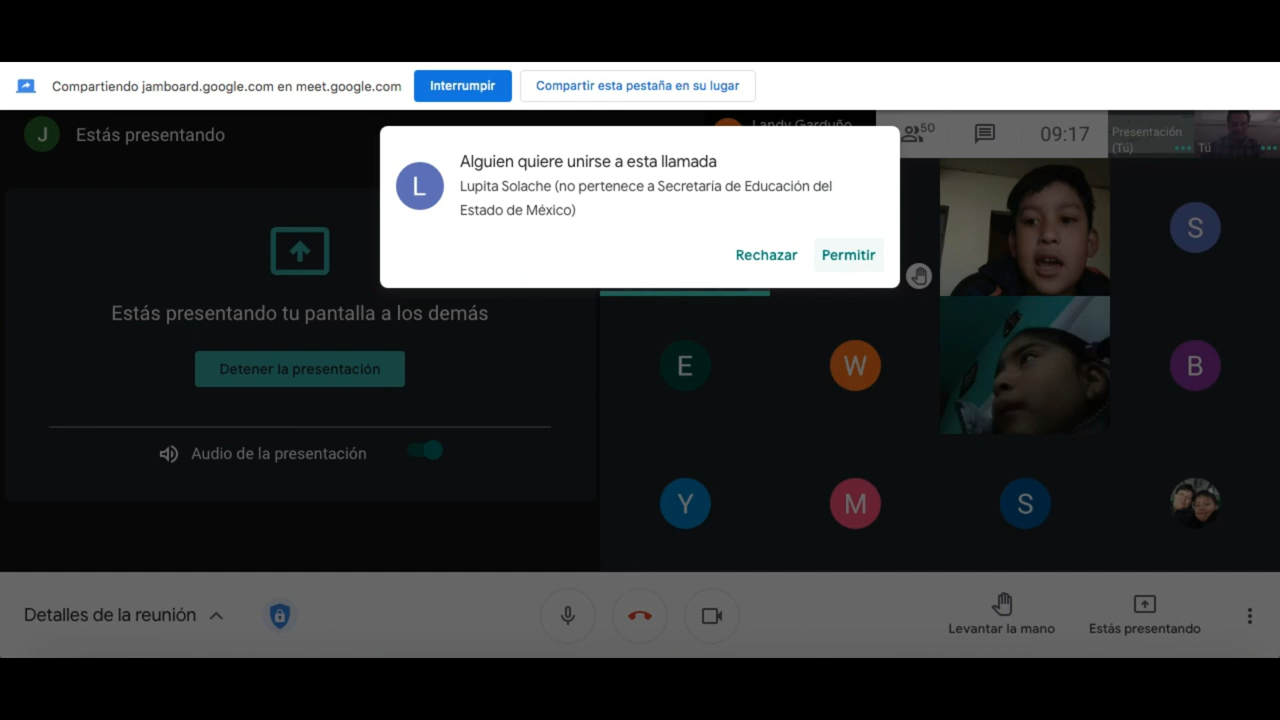 Compartiendo jamboard.google.com en meet.google.com
Interrumpir
Compartir esta pestaña en su lugar
J
Estás presentando
Landy Garduño
50
09:17
Presentación
(Tú)
Tú
Alguien quiere unirse a esta llamada
L
Lupita Solache (no pertenece a Secretaría de Educación del
Estado de México)
Rechazar
Permitir
S
Estás presentando tu pantalla a los demás
Detener la presentación
E
W
B
Audio de la presentación
Y
M
S
Detalles de la reunión
Levantar la mano
Estás presentando